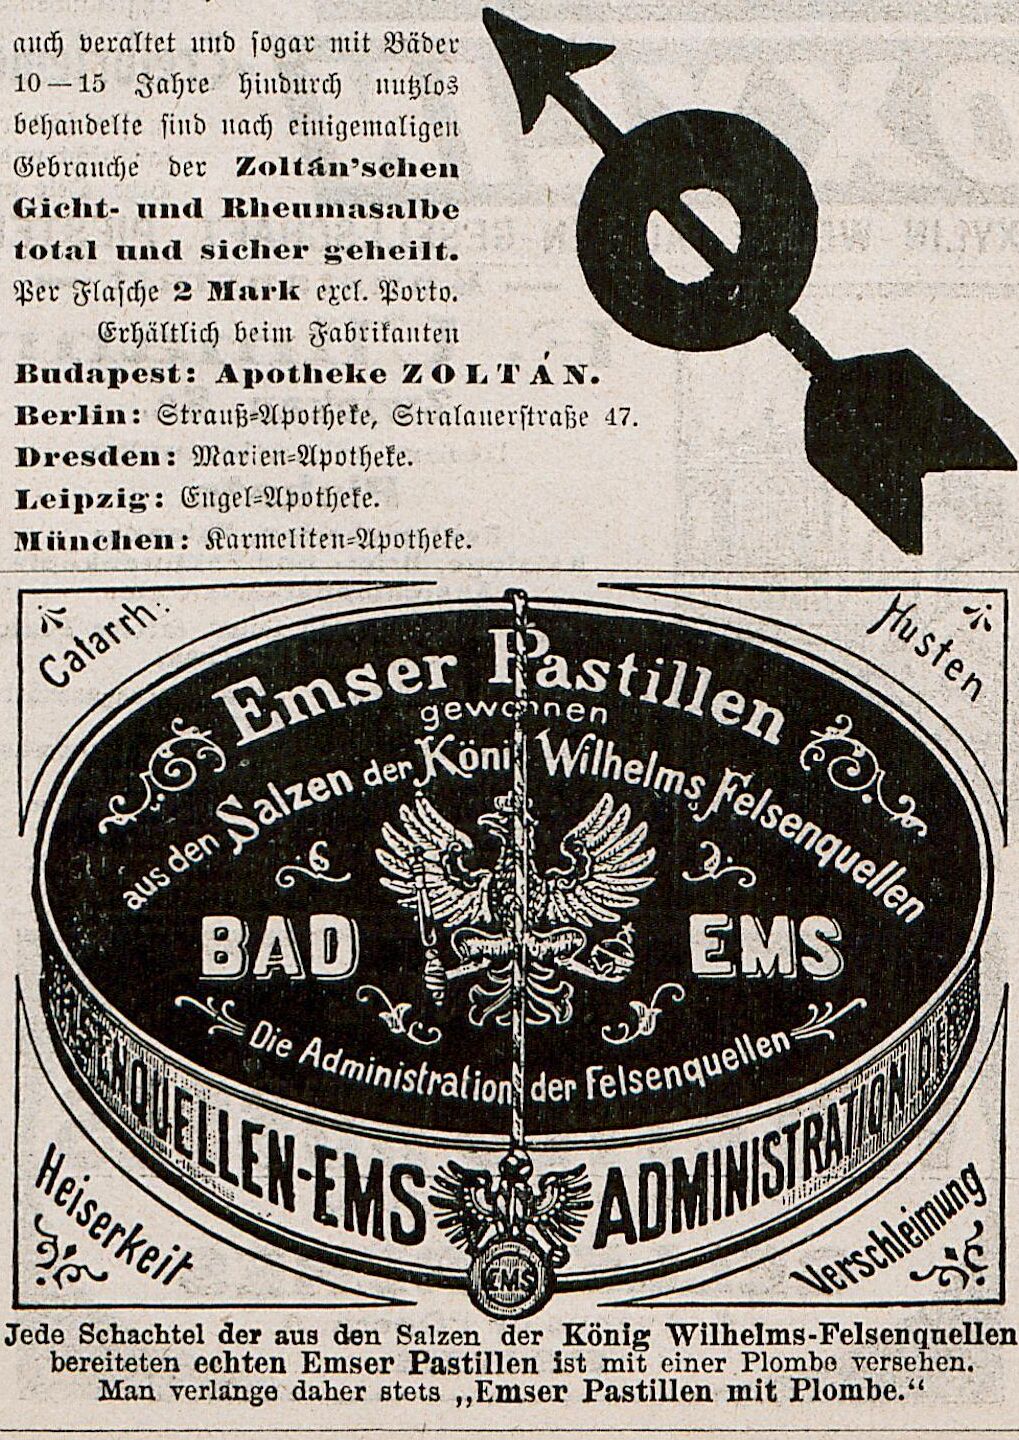 auch veraltet und sogar mit Bäder
10—15 Jahre hindurch nutzlos
behandelte sind nach einigemaligen
Gebrauche der Zoltán'schen
Gicht- und Rheumasalbe
total und sicher geheilt.
Per Flasche 2 Mark excl. Porto.
Erhältlich beim Fabrikanten
Budapest: Apotheke ZOLTÁN.
Berlin: Strauß-Apotheke, Stralauerstraße 47.
Dresden: Marien-Apotheke.
Leipzig: Engel-Apotheke.
München: Karmeliten-Apotheke.
Catarrh.
Husten
Emser Pastillen
gewonnen
aus den Salzen der Köni Wilhelms Felsenquellen
BAD EMS
Die Administration der Felsenquellen
ENQUELLEN-EMS ADMINISTRATION
EMS
Heiserkeit
Verschleimung
Jede Schachtel der aus den Salzen der König Wilhelms-Felsenquellen
bereiteten echten Emser Pastillen ist mit einer Plombe versehen.
Man verlange daher stets „Emser Pastillen mit Plombe.“